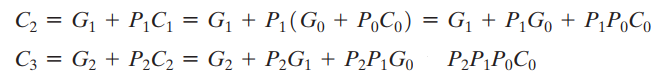 C₂ = G₁ + P₁C₁ = G₁ + P₁(G₀ + P₀C₀) = G₁ + P₁G₀ + P₁P₀C₀
C₃ = G₂ + P₂C₂ = G₂ + P₂G₁ + P₂P₁G₀ P₂P₁P₀C₀